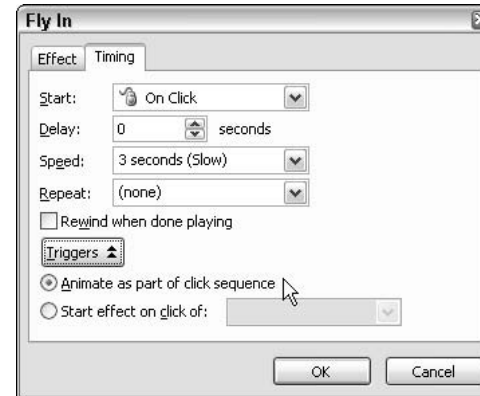 Fly In
Effect Timing
Start: On Click
Delay: 0 seconds
Speed: 3 seconds (Slow)
Repeat: (none)
Rewind when done playing
Triggers
Animate as part of click sequence
Start effect on click of:
OK Cancel